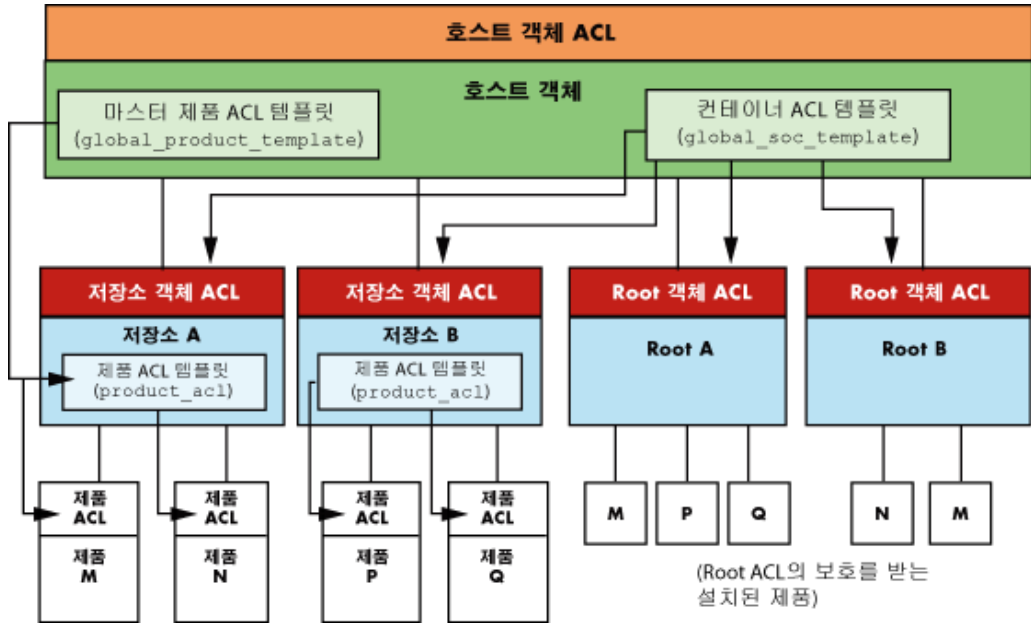 호스트 객체 ACL
호스트 객체
마스터 제품 ACL 템플릿
(global_product_template)
컨테이너 ACL 템플릿
(global_soc_template)
저장소 객체 ACL
저장소 A
제품 ACL 템플릿
(product_acl)
저장소 객체 ACL
저장소 B
제품 ACL 템플릿
(product_acl)
Root 객체 ACL
Root A
Root 객체 ACL
Root B
제품
ACL
제품
M
제품
ACL
제품
N
제품
ACL
제품
P
제품
ACL
제품
Q
M
P
Q
N
M
(Root ACL의 보호를 받는
설치된 제품)